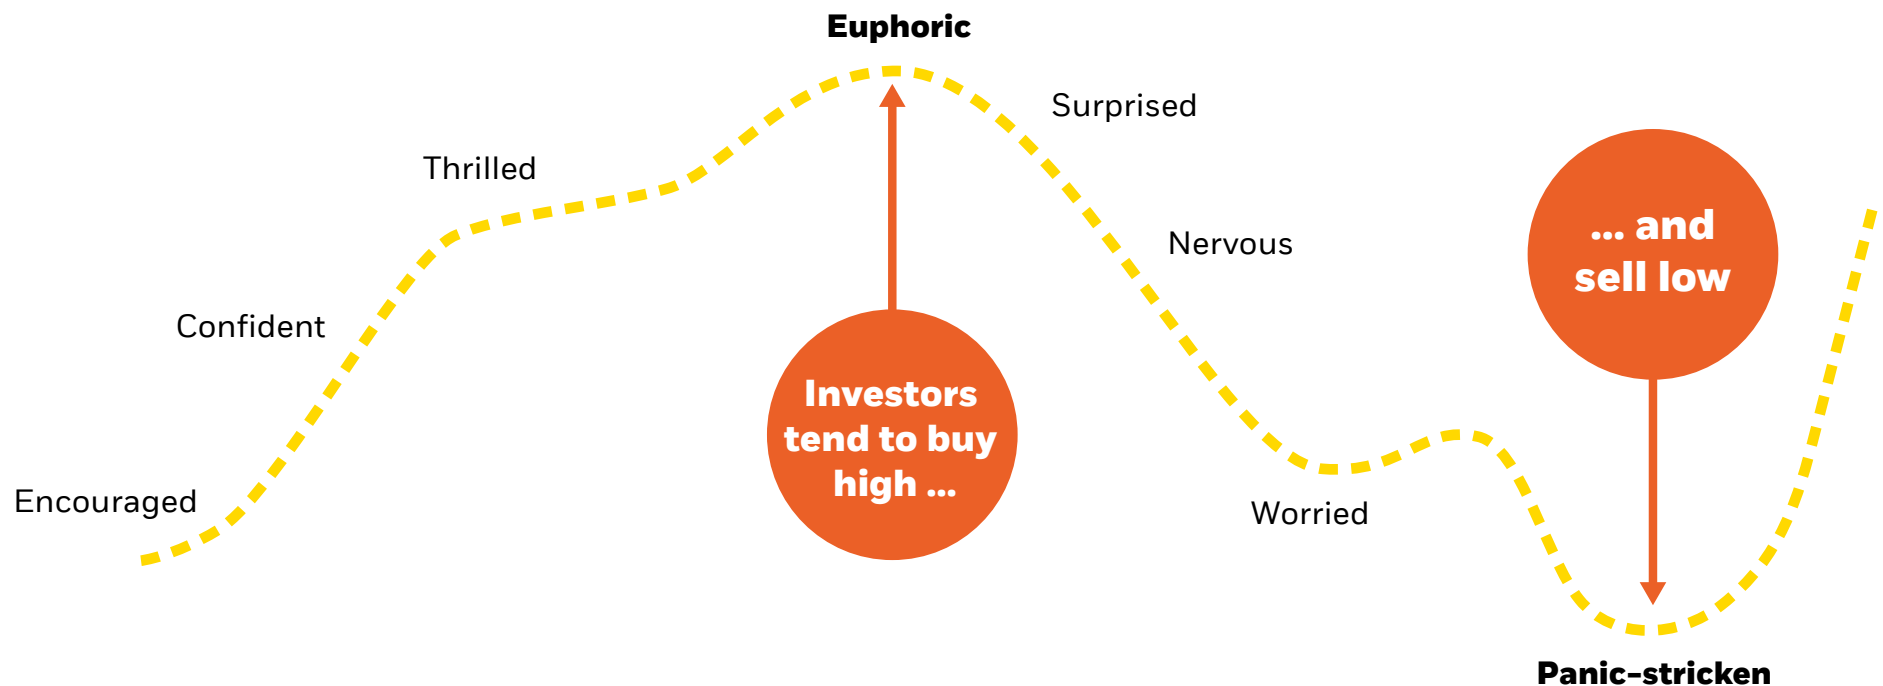 Euphoric
Surprised
Thrilled
Nervous
Confident
Encouraged
Investors
tend to buy
high ...
... and
sell low
Worried
Panic-stricken